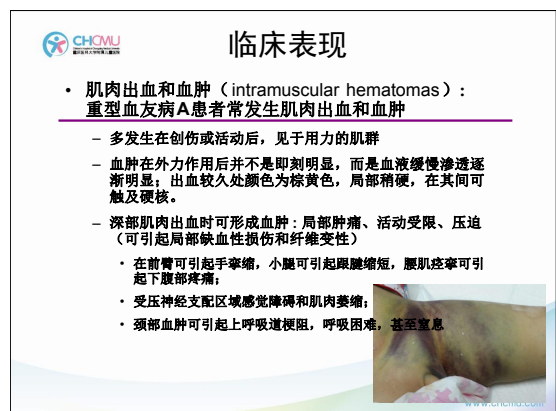 CHCMU
临床表现
• 肌肉出血和血肿（intramuscular hematomas）:
重型血友病A患者常发生肌肉出血和血肿
– 多发生在创伤或活动后，见于用力的肌群
– 血肿在外力作用后并不是即刻明显，而是血液缓慢渗透逐
渐明显；出血较久处颜色为棕黄色，局部稍硬，在其间可
触及硬核。
– 深部肌肉出血时可形成血肿 : 局部肿痛、活动受限、压迫
（可引起局部缺血性损伤和纤维变性）
• 在前臂可引起手挛缩，小腿可引起跟腱缩短，腰肌痉挛可引
起下腹部疼痛；
• 受压神经支配区域感觉障碍和肌肉萎缩；
• 颈部血肿可引起上呼吸道梗阻，呼吸困难，甚至窒息
www.chcmu.com